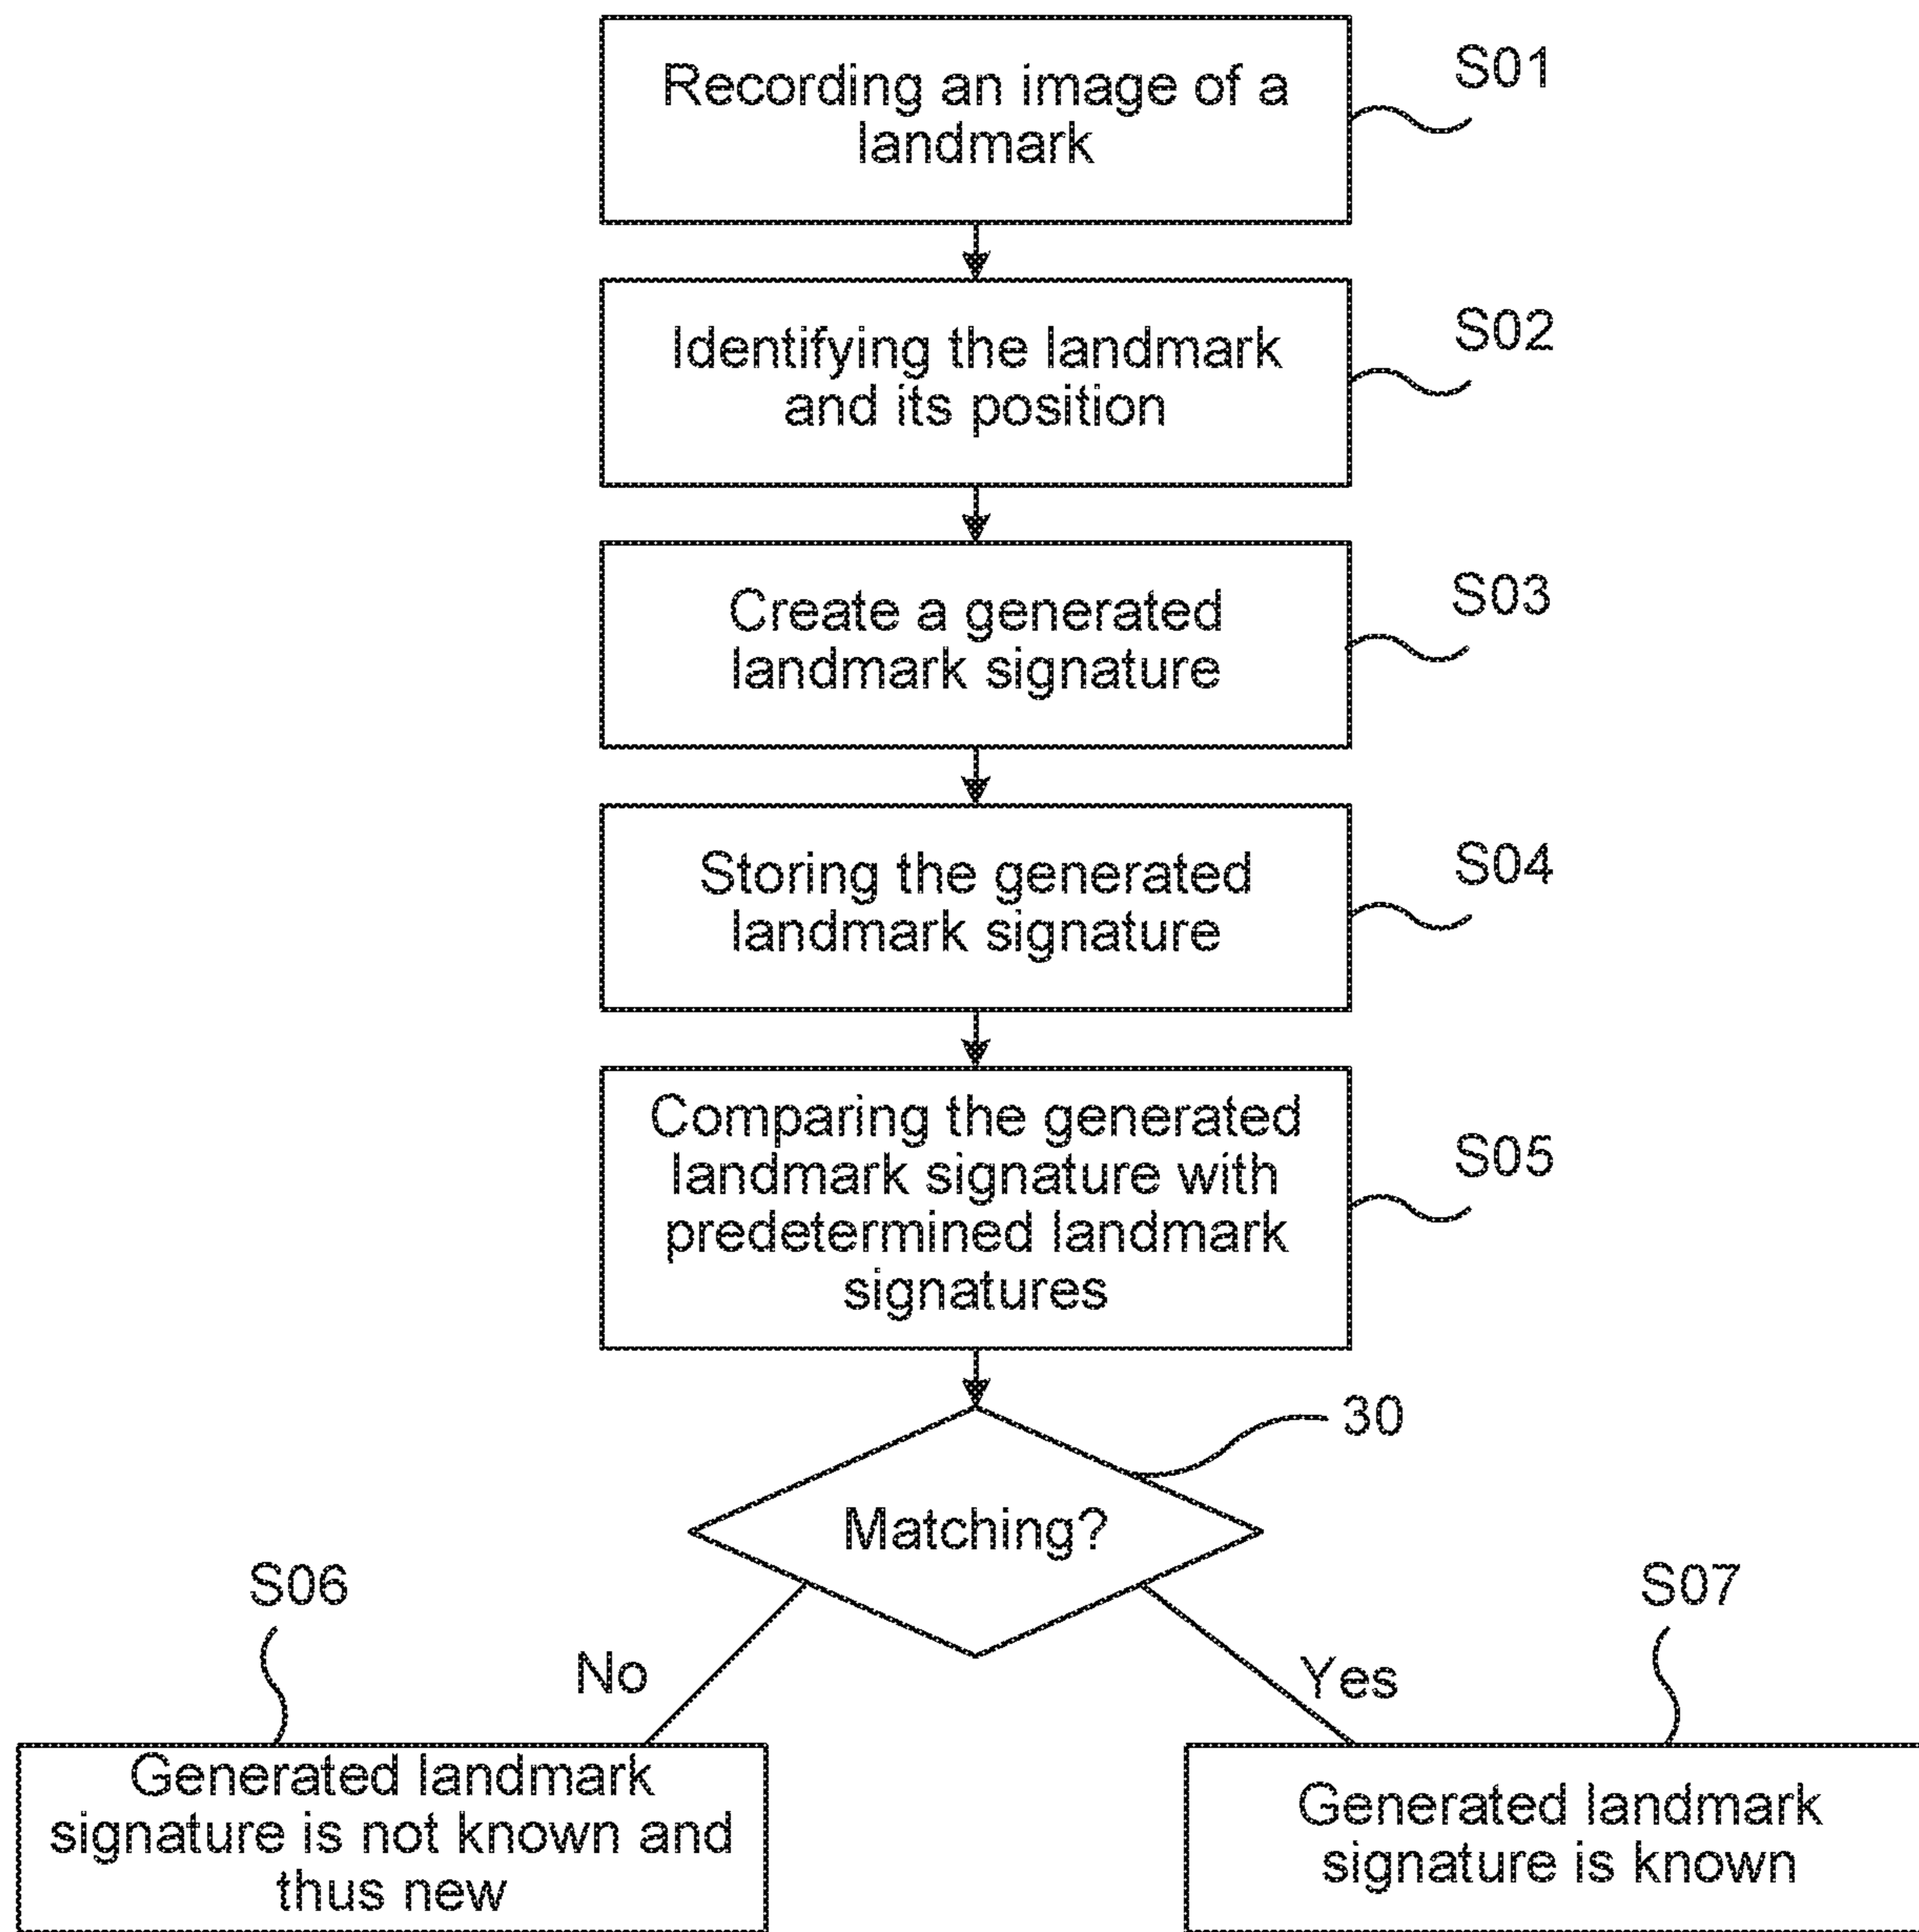 Recording an image of a
landmark
S01
Identifying the landmark
and its position
S02
Create a generated
landmark signature
S03
Storing the generated
landmark signature
S04
Comparing the generated
landmark signature with
predetermined landmark
signatures
S05
30
Matching?
S06
S07
No
Yes
Generated landmark
signature is not known and
thus new
Generated landmark
signature is known